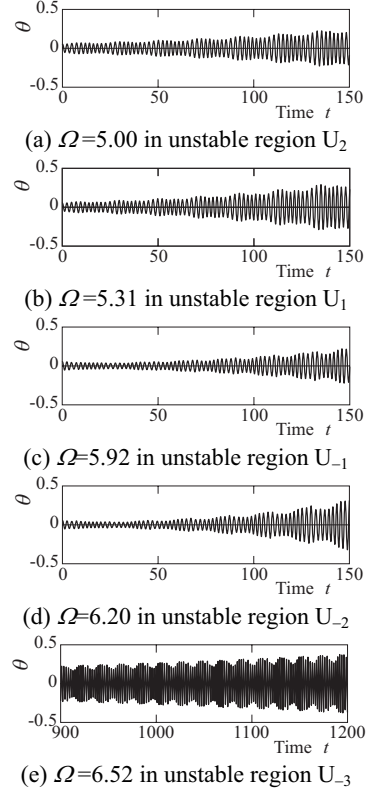 0.5
θ
0
-0.5
0 50 100 150
Time t
(a) Ω=5.00 in unstable region U₂
0.5
θ
0
-0.5
0 50 100 150
Time t
(b) Ω=5.31 in unstable region U₁
0.5
θ
0
-0.5
0 50 100 150
Time t
(c) Ω=5.92 in unstable region U₋₁
0.5
θ
0
-0.5
0 50 100 150
Time t
(d) Ω=6.20 in unstable region U₋₂
0.5
θ
0
-0.5
900 1000 1100 1200
Time t
(e) Ω=6.52 in unstable region U₋₃